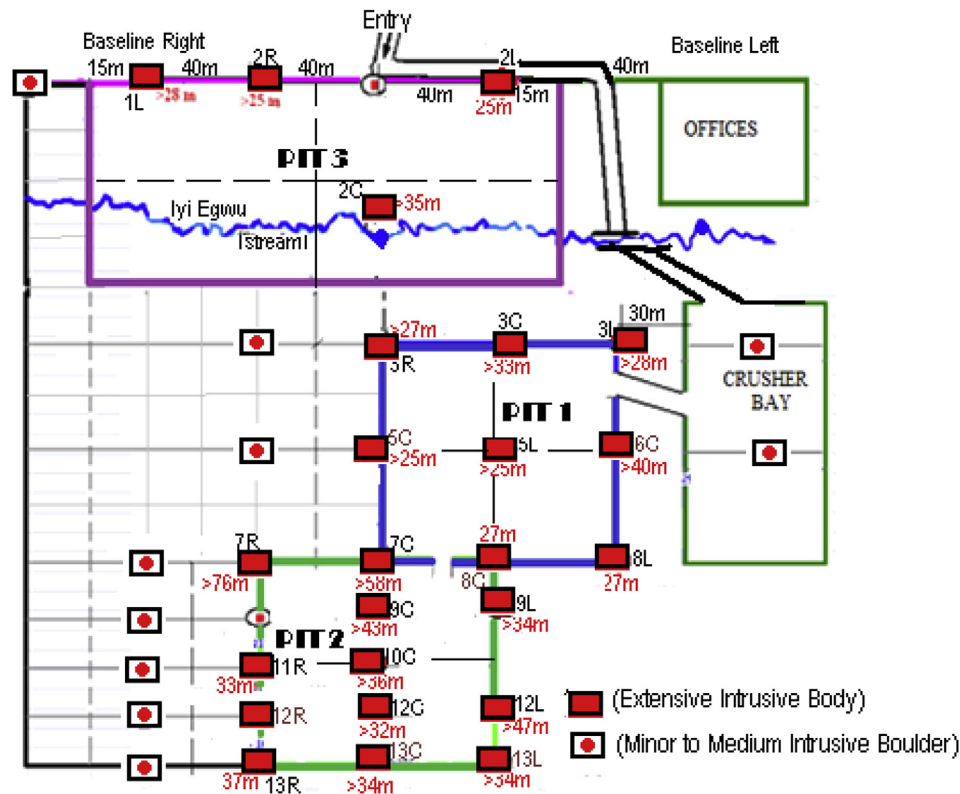 Entry
Baseline Right
Baseline Left
15m
40m
2R
40m
40m
2L
15m
40m
1L
>28 m
>25 m
25m
OFFICES
PIT 3
2C
>35m
Iyi Egwu
[stream]
>27m
3C
3L
30m
>33m
>28m
CRUSHER
BAY
PIT 1
5C
>25m
5L
>25m
6C
>40m
7R
7C
27m
8L
>76m
>58m
8C
27m
9C
>43m
9L
>34m
PIT 2
11R
33m
10C
>36m
12R
12C
>32m
12L
>47m
13C
13L
37m
13R
>34m
>34m
(Extensive Intrusive Body)
(Minor to Medium Intrusive Boulder)